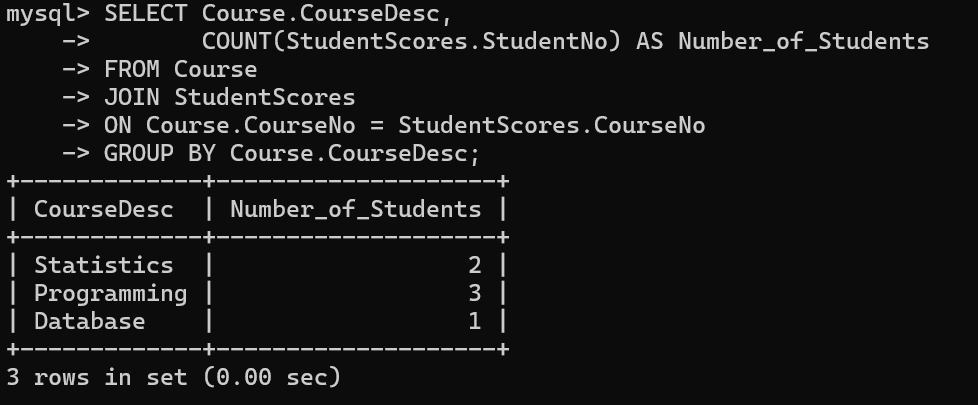 mysql> SELECT Course.CourseDesc,
    ->        COUNT(StudentScores.StudentNo) AS Number_of_Students
    -> FROM Course
    -> JOIN StudentScores
    -> ON Course.CourseNo = StudentScores.CourseNo
    -> GROUP BY Course.CourseDesc;
+-------------+--------------------+
| CourseDesc  | Number_of_Students |
+-------------+--------------------+
| Statistics  |                  2 |
| Programming |                  3 |
| Database    |                  1 |
+-------------+--------------------+
3 rows in set (0.00 sec)